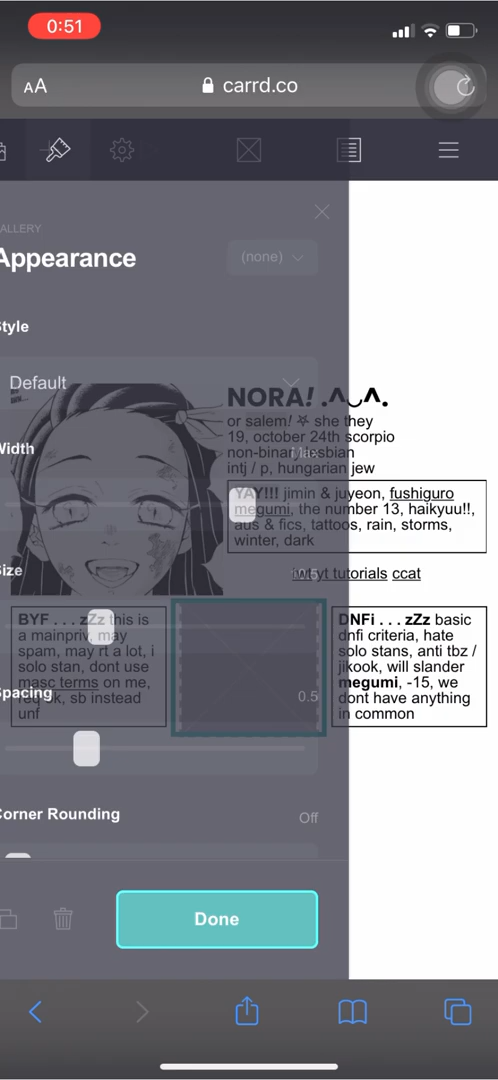 0:51
AA
carrd.co
ALLERY
Appearance
(none)
Style
Default
NORA! .^◡^.
or salem! ⛧ she they
19, october 24th scorpio
Width
non-binary lesbian
intj / p, hungarian jew
YAY!!! jimin & juyeon, fushiguro
megumi, the number 13, haikyuu!!,
aus & fics, tattoos, rain, storms,
winter, dark
Size
twtyt tutorials ccat
BYF . . . zZz this is
a mainpriv, may
spam, may rt a lot, i
solo stan, dont use
masc terms on me,
req ok, sb instead
unf
DNFi . . . zZz basic
dnfi criteria, hate
solo stans, anti tbz /
jikook, will slander
megumi, -15, we
dont have anything
in common
Spacing
0.5
Corner Rounding
Off
Done